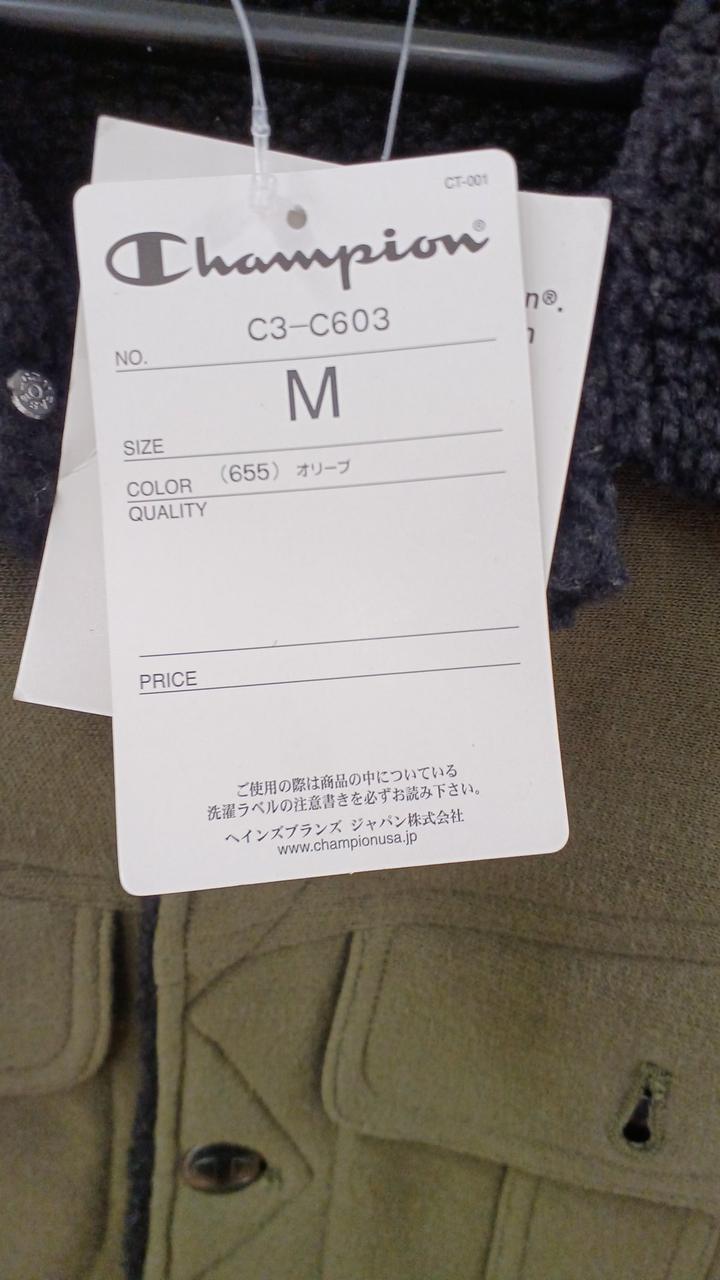 CT-001
Champion®
C3-C603
NO.
M
SIZE
COLOR (655) オリーブ
QUALITY
PRICE
ご使用の際は商品の中についている
洗濯ラベルの注意書きを必ずお読み下さい。
ヘインズブランズ ジャパン株式会社
www.championusa.jp
n®.
n